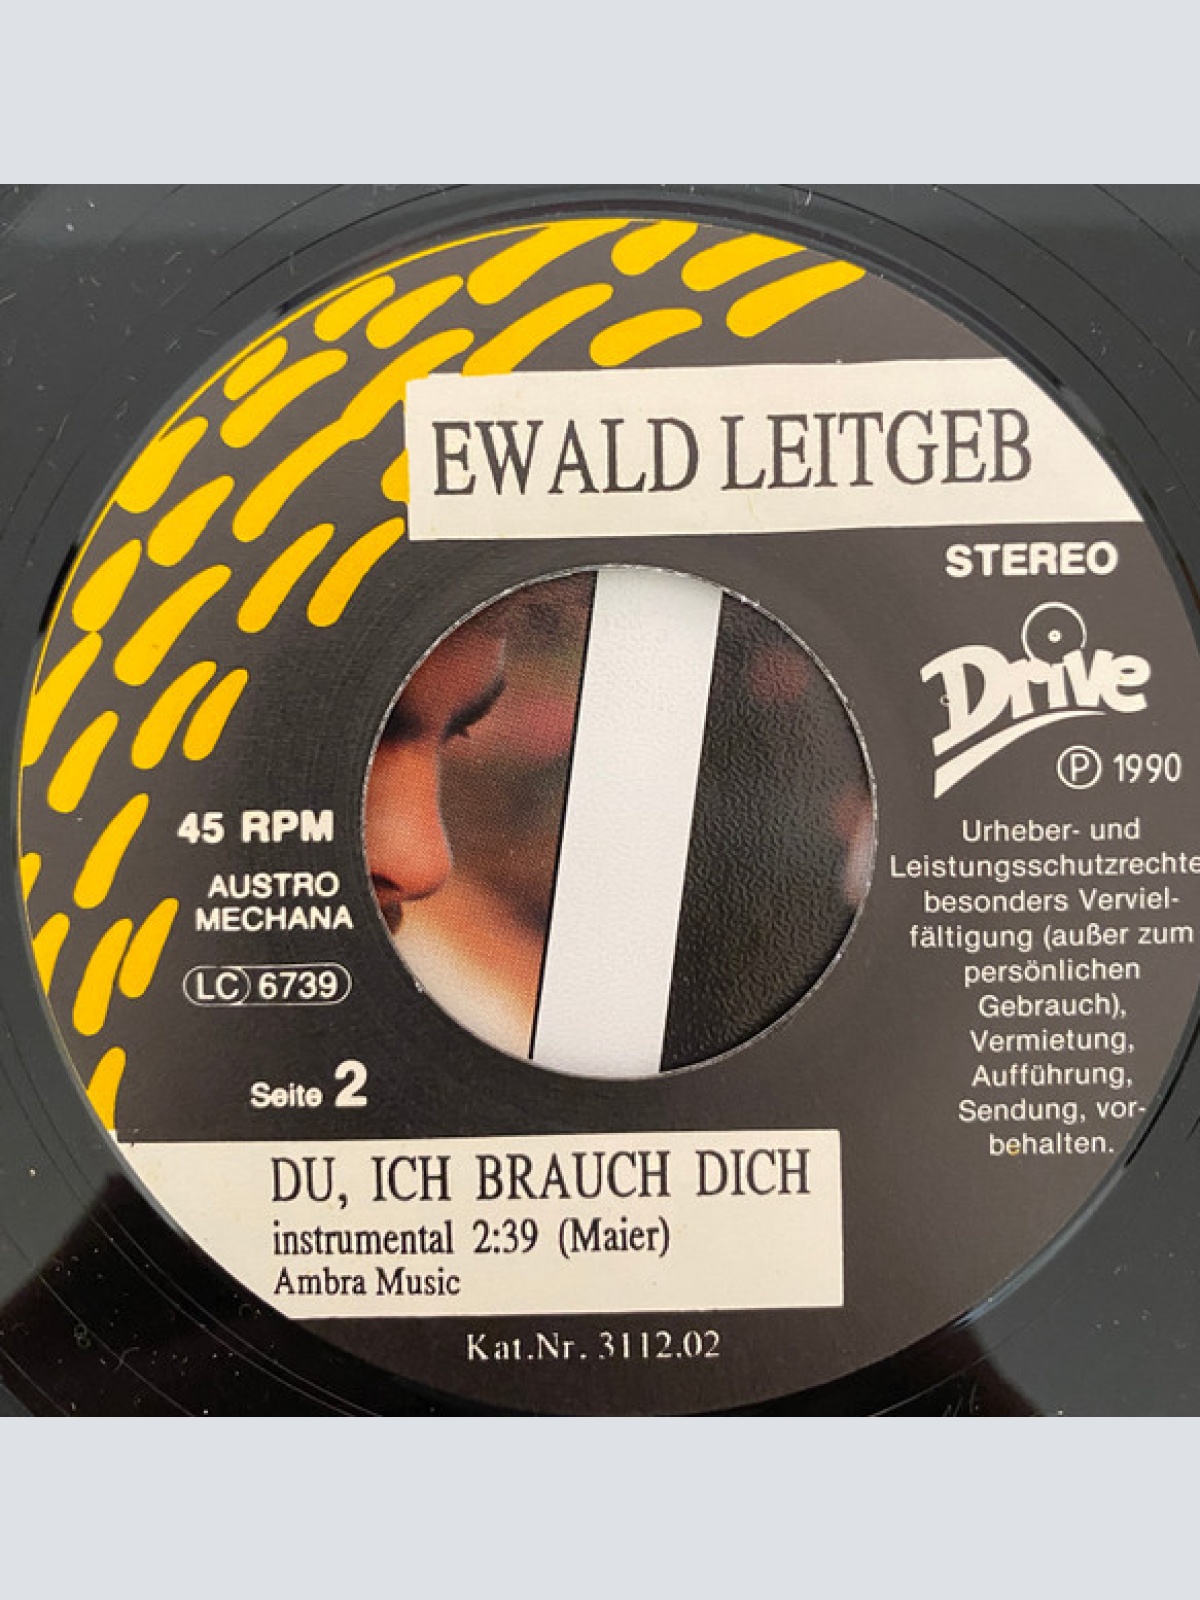 EWALD LEITGEB
STEREO
Drive
Ⓟ 1990
45 RPM
AUSTRO
MECHANA
LC 6739
Seite 2
Urheber- und
Leistungsschutzrechte
besonders Verviel-
fältigung (außer zum
persönlichen
Gebrauch),
Vermietung,
Aufführung,
Sendung, vor-
behalten.
DU, ICH BRAUCH DICH
instrumental 2:39 (Maier)
Ambra Music
Kat.Nr. 3112.02